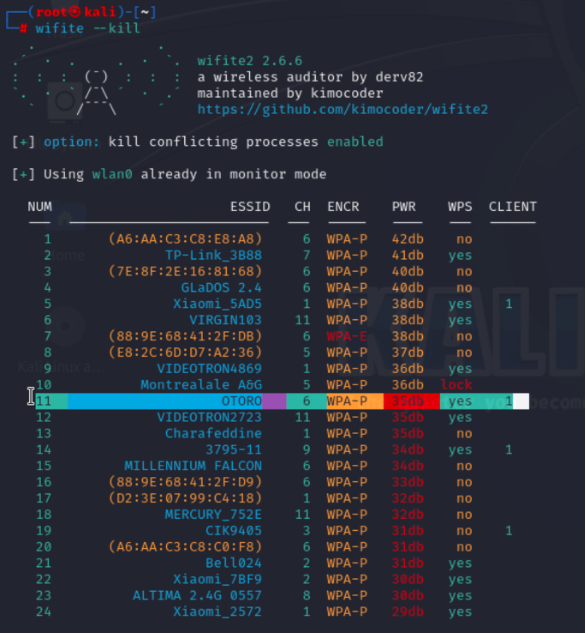 (root㉿kali)-[~]
# wifite --kill
wifite2 2.6.6
a wireless auditor by derv82
maintained by kimocoder
https://github.com/kimocoder/wifite2
[+] option: kill conflicting processes enabled
[+] Using wlan0 already in monitor mode
NUM ESSID CH ENCR PWR WPS CLIENT
1 (A6:AA:C3:C8:E8:A8) 6 WPA-P 42db no
2 TP-Link_3B88 7 WPA-P 41db yes
3 (7E:8F:2E:16:81:68) 6 WPA-P 40db no
4 GLaDOS 2.4 6 WPA-P 40db no
5 Xiaomi_5AD5 1 WPA-P 38db yes 1
6 VIRGIN103 11 WPA-P 38db yes
7 (88:9E:68:41:2F:DB) 6 WPA-E 38db no
8 (E8:2C:6D:D7:A2:36) 5 WPA-P 37db no
9 VIDEOTRON4869 1 WPA-P 36db yes
10 Montrealale A&G 5 WPA-P 36db lock
11 OTORO 6 WPA-P 35db yes 1
12 VIDEOTRON2723 11 WPA-P 35db yes
13 Charafeddine 1 WPA-P 35db no
14 3795-11 9 WPA-P 34db yes 1
15 MILLENNIUM FALCON 6 WPA-P 34db no
16 (88:9E:68:41:2F:D9) 6 WPA-P 33db no
17 (D2:3E:07:99:C4:18) 1 WPA-P 32db no
18 MERCURY_752E 11 WPA-P 32db no
19 CIK9405 3 WPA-P 31db no 1
20 (A6:AA:C3:C8:C0:F8) 6 WPA-P 31db no
21 Bell024 2 WPA-P 31db yes
22 Xiaomi_7BF9 2 WPA-P 30db yes
23 ALTIMA 2.4G 0557 8 WPA-P 30db yes
24 Xiaomi_2572 1 WPA-P 29db yes